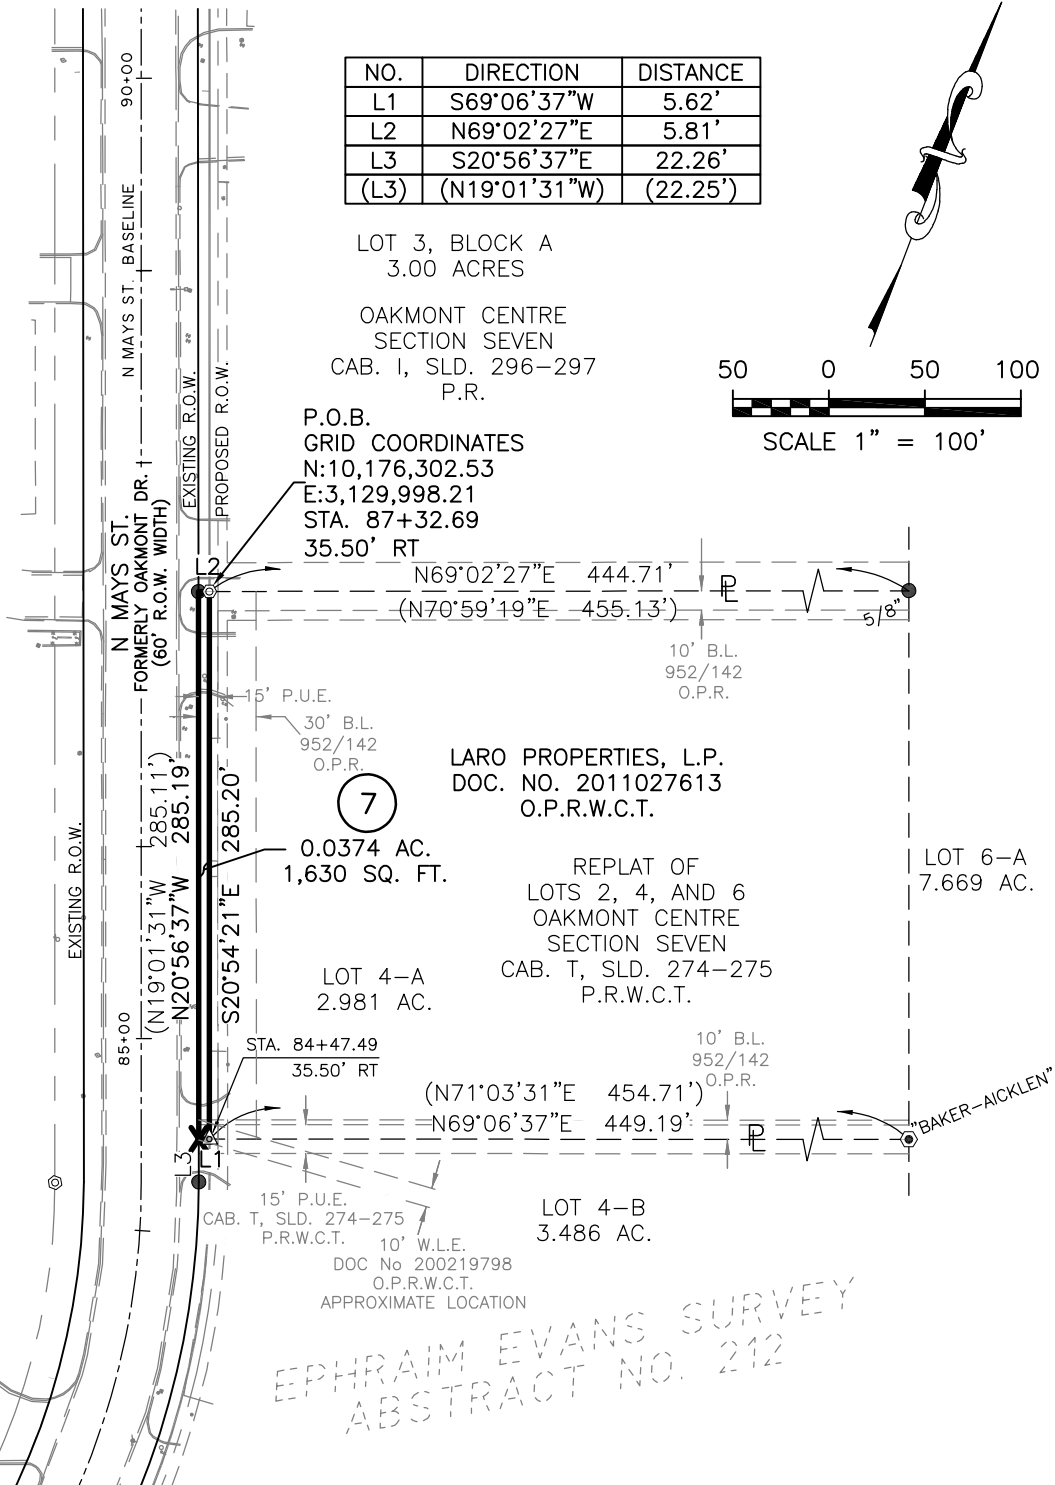 NO. DIRECTION DISTANCE
L1 S69°06'37"W 5.62'
L2 N69°02'27"E 5.81'
L3 S20°56'37"E 22.26'
(L3) (N19°01'31"W) (22.25')
LOT 3, BLOCK A
3.00 ACRES
OAKMONT CENTRE
SECTION SEVEN
CAB. I, SLD. 296-297
P.R.
50 0 50 100
SCALE 1" = 100'
90+00
N MAYS ST. BASELINE
EXISTING R.O.W.
PROPOSED R.O.W.
P.O.B.
GRID COORDINATES
N:10,176,302.53
E:3,129,998.21
STA. 87+32.69
35.50' RT
N MAYS ST.
FORMERLY OAKMONT DR.
(60' R.O.W. WIDTH)
L2
N69°02'27"E 444.71'
(N70°59'19"E 455.13')
PL
5/8"
10' B.L.
952/142
O.P.R.
15' P.U.E.
30' B.L.
952/142
O.P.R.
LARO PROPERTIES, L.P.
DOC. NO. 2011027613
O.P.R.W.C.T.
7
0.0374 AC.
1,630 SQ. FT.
EXISTING R.O.W.
(N19°01'31"W 285.11')
N20°56'37"W 285.19'
S20°54'21"E 285.20'
REPLAT OF
LOTS 2, 4, AND 6
OAKMONT CENTRE
SECTION SEVEN
CAB. T, SLD. 274-275
P.R.W.C.T.
LOT 6-A
7.669 AC.
LOT 4-A
2.981 AC.
85+00
STA. 84+47.49
35.50' RT
10' B.L.
952/142
O.P.R.
(N71°03'31"E 454.71')
N69°06'37"E 449.19'
PL
"BAKER-AICKLEN"
L3
L1
15' P.U.E.
CAB. T, SLD. 274-275
P.R.W.C.T.
LOT 4-B
3.486 AC.
10' W.L.E.
DOC No 200219798
O.P.R.W.C.T.
APPROXIMATE LOCATION
EPHRAIM EVANS SURVEY
ABSTRACT NO. 212